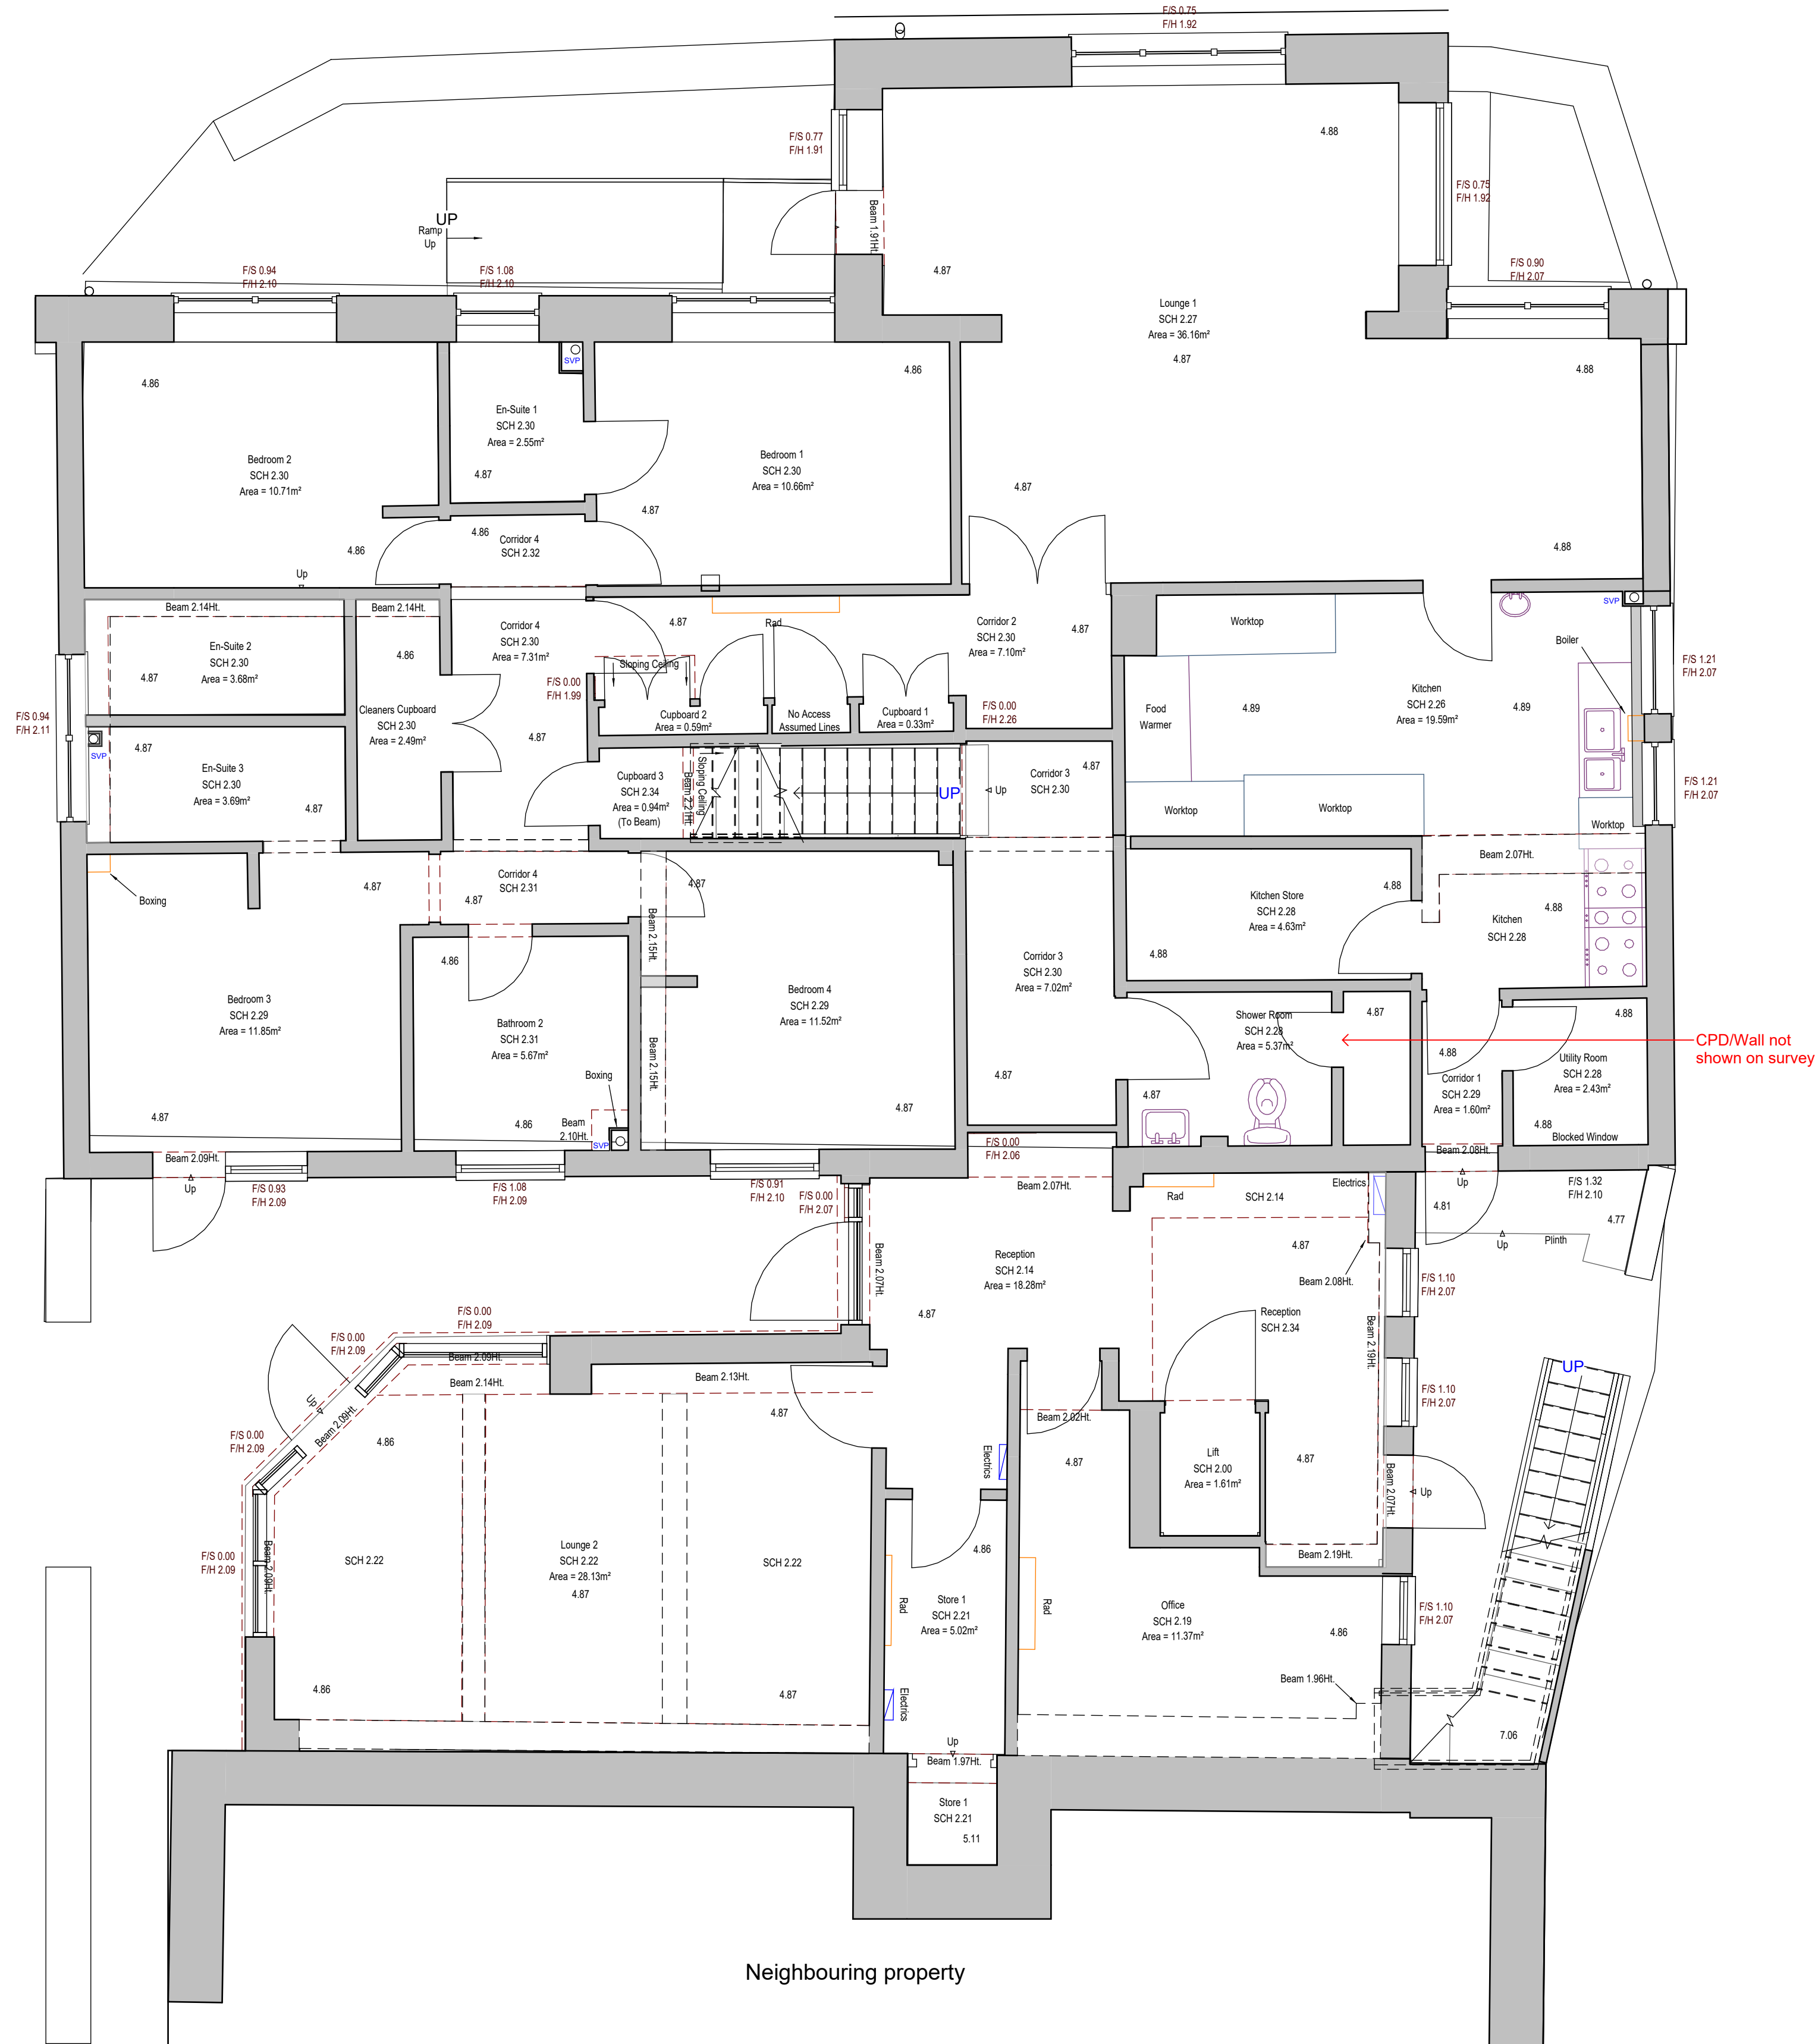 F/S 0.75
F/H 1.92
F/S 0.77
F/H 1.91
4.88
Beam 1.91Ht.
F/S 0.75
F/H 1.92
UP
Ramp
Up
F/S 0.94
F/H 2.10
F/S 1.08
F/H 2.10
4.87
F/S 0.90
F/H 2.07
Lounge 1
SCH 2.27
Area = 36.16m²
4.87
4.88
4.86
SVP
4.86
En-Suite 1
SCH 2.30
Area = 2.55m²
4.87
Bedroom 2
SCH 2.30
Area = 10.71m²
Bedroom 1
SCH 2.30
Area = 10.66m²
4.87
4.87
4.86
4.86
Corridor 4
SCH 2.32
4.88
Up
Beam 2.14Ht.
Beam 2.14Ht.
En-Suite 2
SCH 2.30
Area = 3.68m²
4.87
4.86
Corridor 4
SCH 2.30
Area = 7.31m²
4.87
Rad
Sloping Ceiling
F/S 0.00
F/H 1.99
Corridor 2
SCH 2.30
Area = 7.10m²
4.87
Worktop
SVP
Boiler
F/S 1.21
F/H 2.07
Kitchen
SCH 2.26
Area = 19.59m²
4.89
4.89
Food
Warmer
F/S 0.94
F/H 2.11
Cleaners Cupboard
SCH 2.30
Area = 2.49m²
Cupboard 2
Area = 0.59m²
No Access
Assumed Lines
Cupboard 1
Area = 0.33m²
F/S 0.00
F/H 2.26
4.87
SVP
4.87
En-Suite 3
SCH 2.30
Area = 3.69m²
4.87
Cupboard 3
SCH 2.34
Area = 0.94m²
(To Beam)
Beam 2.21Ht.
Sloping Ceiling
UP
Up
Corridor 3
SCH 2.30
4.87
F/S 1.21
F/H 2.07
Worktop
Worktop
Worktop
Beam 2.07Ht.
Boxing
4.87
Corridor 4
SCH 2.31
4.87
4.87
Beam 2.15Ht.
Kitchen Store
SCH 2.28
Area = 4.63m²
4.88
4.88
4.88
Kitchen
SCH 2.28
4.86
Bedroom 3
SCH 2.29
Area = 11.85m²
Bathroom 2
SCH 2.31
Area = 5.67m²
Bedroom 4
SCH 2.29
Area = 11.52m²
Corridor 3
SCH 2.30
Area = 7.02m²
Shower Room
SCH 2.28
Area = 5.37m²
4.87
4.88
CPD/Wall not
shown on survey
4.88
Utility Room
SCH 2.28
Area = 2.43m²
Corridor 1
SCH 2.29
Area = 1.60m²
Beam 2.15Ht.
Boxing
4.87
4.87
4.87
4.87
4.86
Beam
2.10Ht.
SVP
4.88
Blocked Window
F/S 0.00
F/H 2.06
Beam 2.08Ht.
Beam 2.09Ht.
Up
F/S 0.93
F/H 2.09
F/S 1.08
F/H 2.09
F/S 0.91
F/H 2.10
F/S 0.00
F/H 2.07
Beam 2.07Ht.
Rad
SCH 2.14
Electrics
Up
4.81
F/S 1.32
F/H 2.10
4.77
Plinth
Up
Beam 2.07Ht.
Reception
SCH 2.14
Area = 18.28m²
4.87
4.87
Beam 2.08Ht.
F/S 1.10
F/H 2.07
Reception
SCH 2.34
Beam 2.19Ht.
F/S 0.00
F/H 2.09
F/S 0.00
F/H 2.09
Beam 2.09Ht.
Beam 2.14Ht.
Beam 2.13Ht.
Up
Beam 2.09Ht.
F/S 0.00
F/H 2.09
4.86
4.87
Beam 2.02Ht.
F/S 1.10
F/H 2.07
UP
Electrics
4.87
Lift
SCH 2.00
Area = 1.61m²
4.87
Beam 2.07Ht.
Up
F/S 0.00
F/H 2.09
Beam 2.09Ht.
SCH 2.22
Lounge 2
SCH 2.22
Area = 28.13m²
4.87
SCH 2.22
4.86
Beam 2.19Ht.
Rad
Store 1
SCH 2.21
Area = 5.02m²
Rad
Office
SCH 2.19
Area = 11.37m²
4.86
F/S 1.10
F/H 2.07
4.86
4.87
Electrics
Beam 1.96Ht.
7.06
Up
Beam 1.97Ht.
Store 1
SCH 2.21
5.11
Neighbouring property